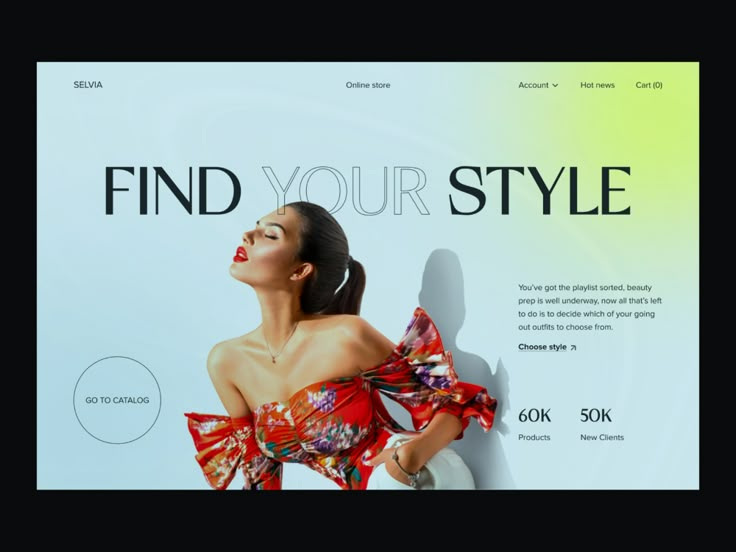 SELVIA
Online store
Account
Hot news
Cart (0)
FIND YOUR STYLE
You've got the playlist sorted, beauty
prep is well underway, now all that's left
to do is to decide which of your going
out outfits to choose from.
Choose style
GO TO CATALOG
60K
Products
50K
New Clients